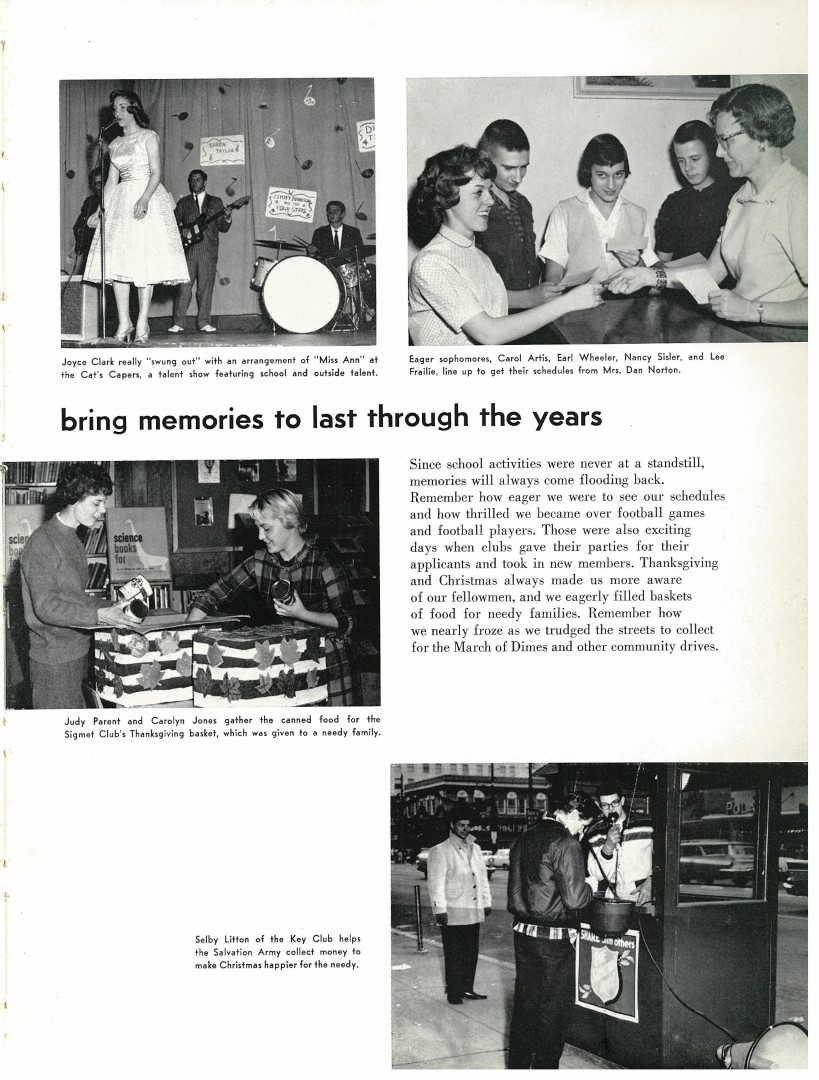 KAREN
TAYLOR
JIMMY JOHNSON
AND THE
FOUR STARS
Joyce Clark really "swung out" with an arrangement of "Miss Ann" at
the Cat's Capers, a talent show featuring school and outside talent.
Eager sophomores, Carol Artis, Earl Wheeler, Nancy Sisler, and Lee
Frailie, line up to get their schedules from Mrs. Dan Norton.
bring memories to last through the years
science
books
for
Judy Parent and Carolyn Jones gather the canned food for the
Sigmet Club's Thanksgiving basket, which was given to a needy family.
Since school activities were never at a standstill,
memories will always come flooding back.
Remember how eager we were to see our schedules
and how thrilled we became over football games
and football players. Those were also exciting
days when clubs gave their parties for their
applicants and took in new members. Thanksgiving
and Christmas always made us more aware
of our fellowmen, and we eagerly filled baskets
of food for needy families. Remember how
we nearly froze as we trudged the streets to collect
for the March of Dimes and other community drives.
Selby Litton of the Key Club helps
the Salvation Army collect money to
make Christmas happier for the needy.
SHARE with others